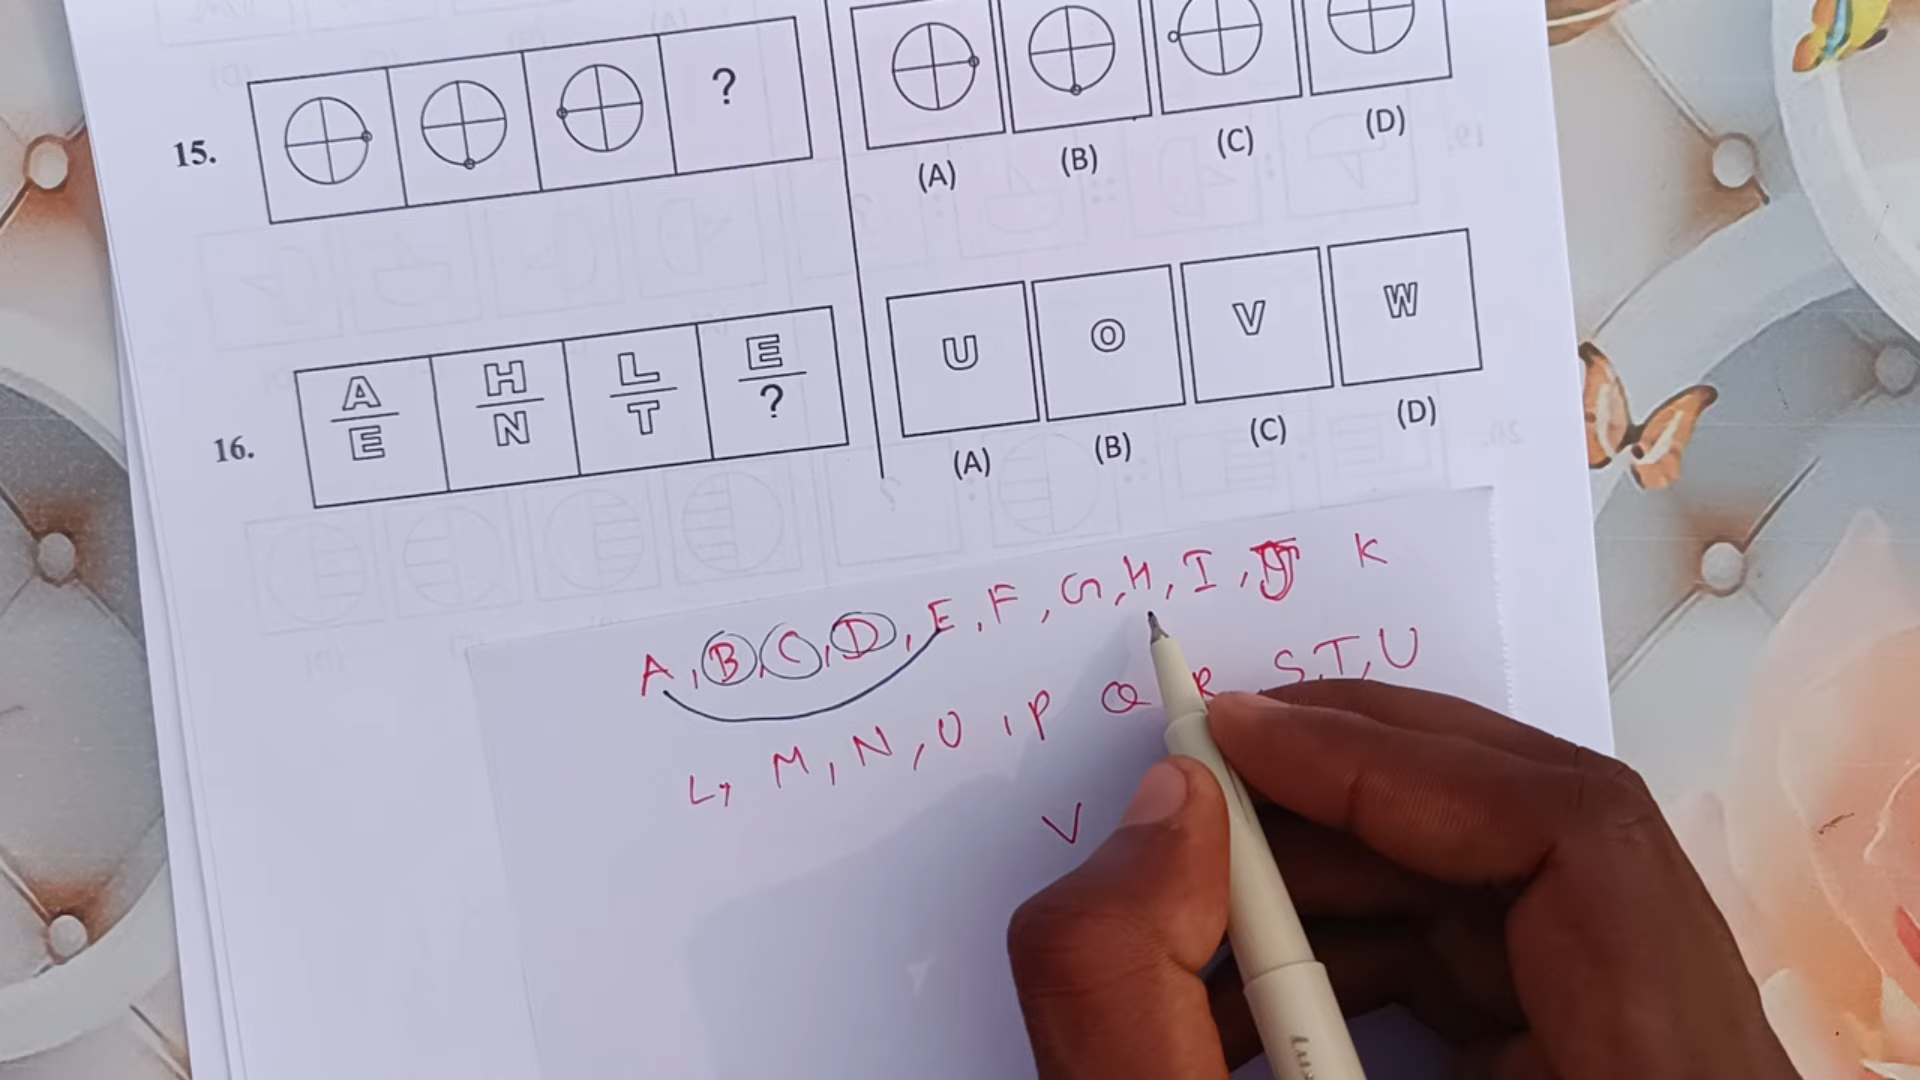 15.
?
(A) (B) (C) (D)
16.
A H L E
E N T ?
U O V W
(A) (B) (C) (D)
A, B, C, D, E, F, G, H, I, J K
L, M, N, O, P Q R, S, T, U
V